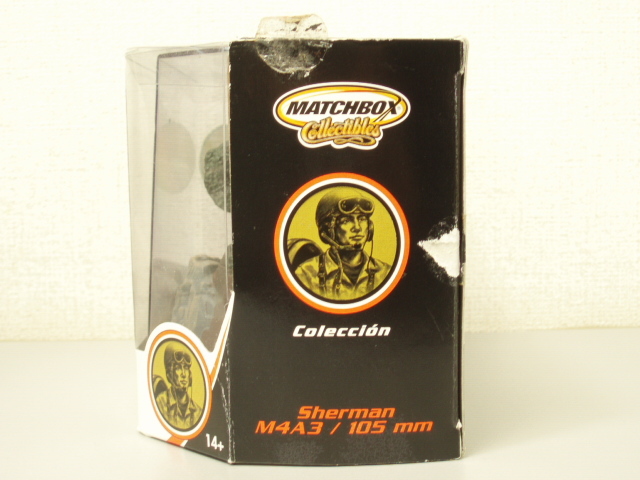 MATCHBOX
Collectibles
Colección
Sherman
M4A3 / 105 mm
14+